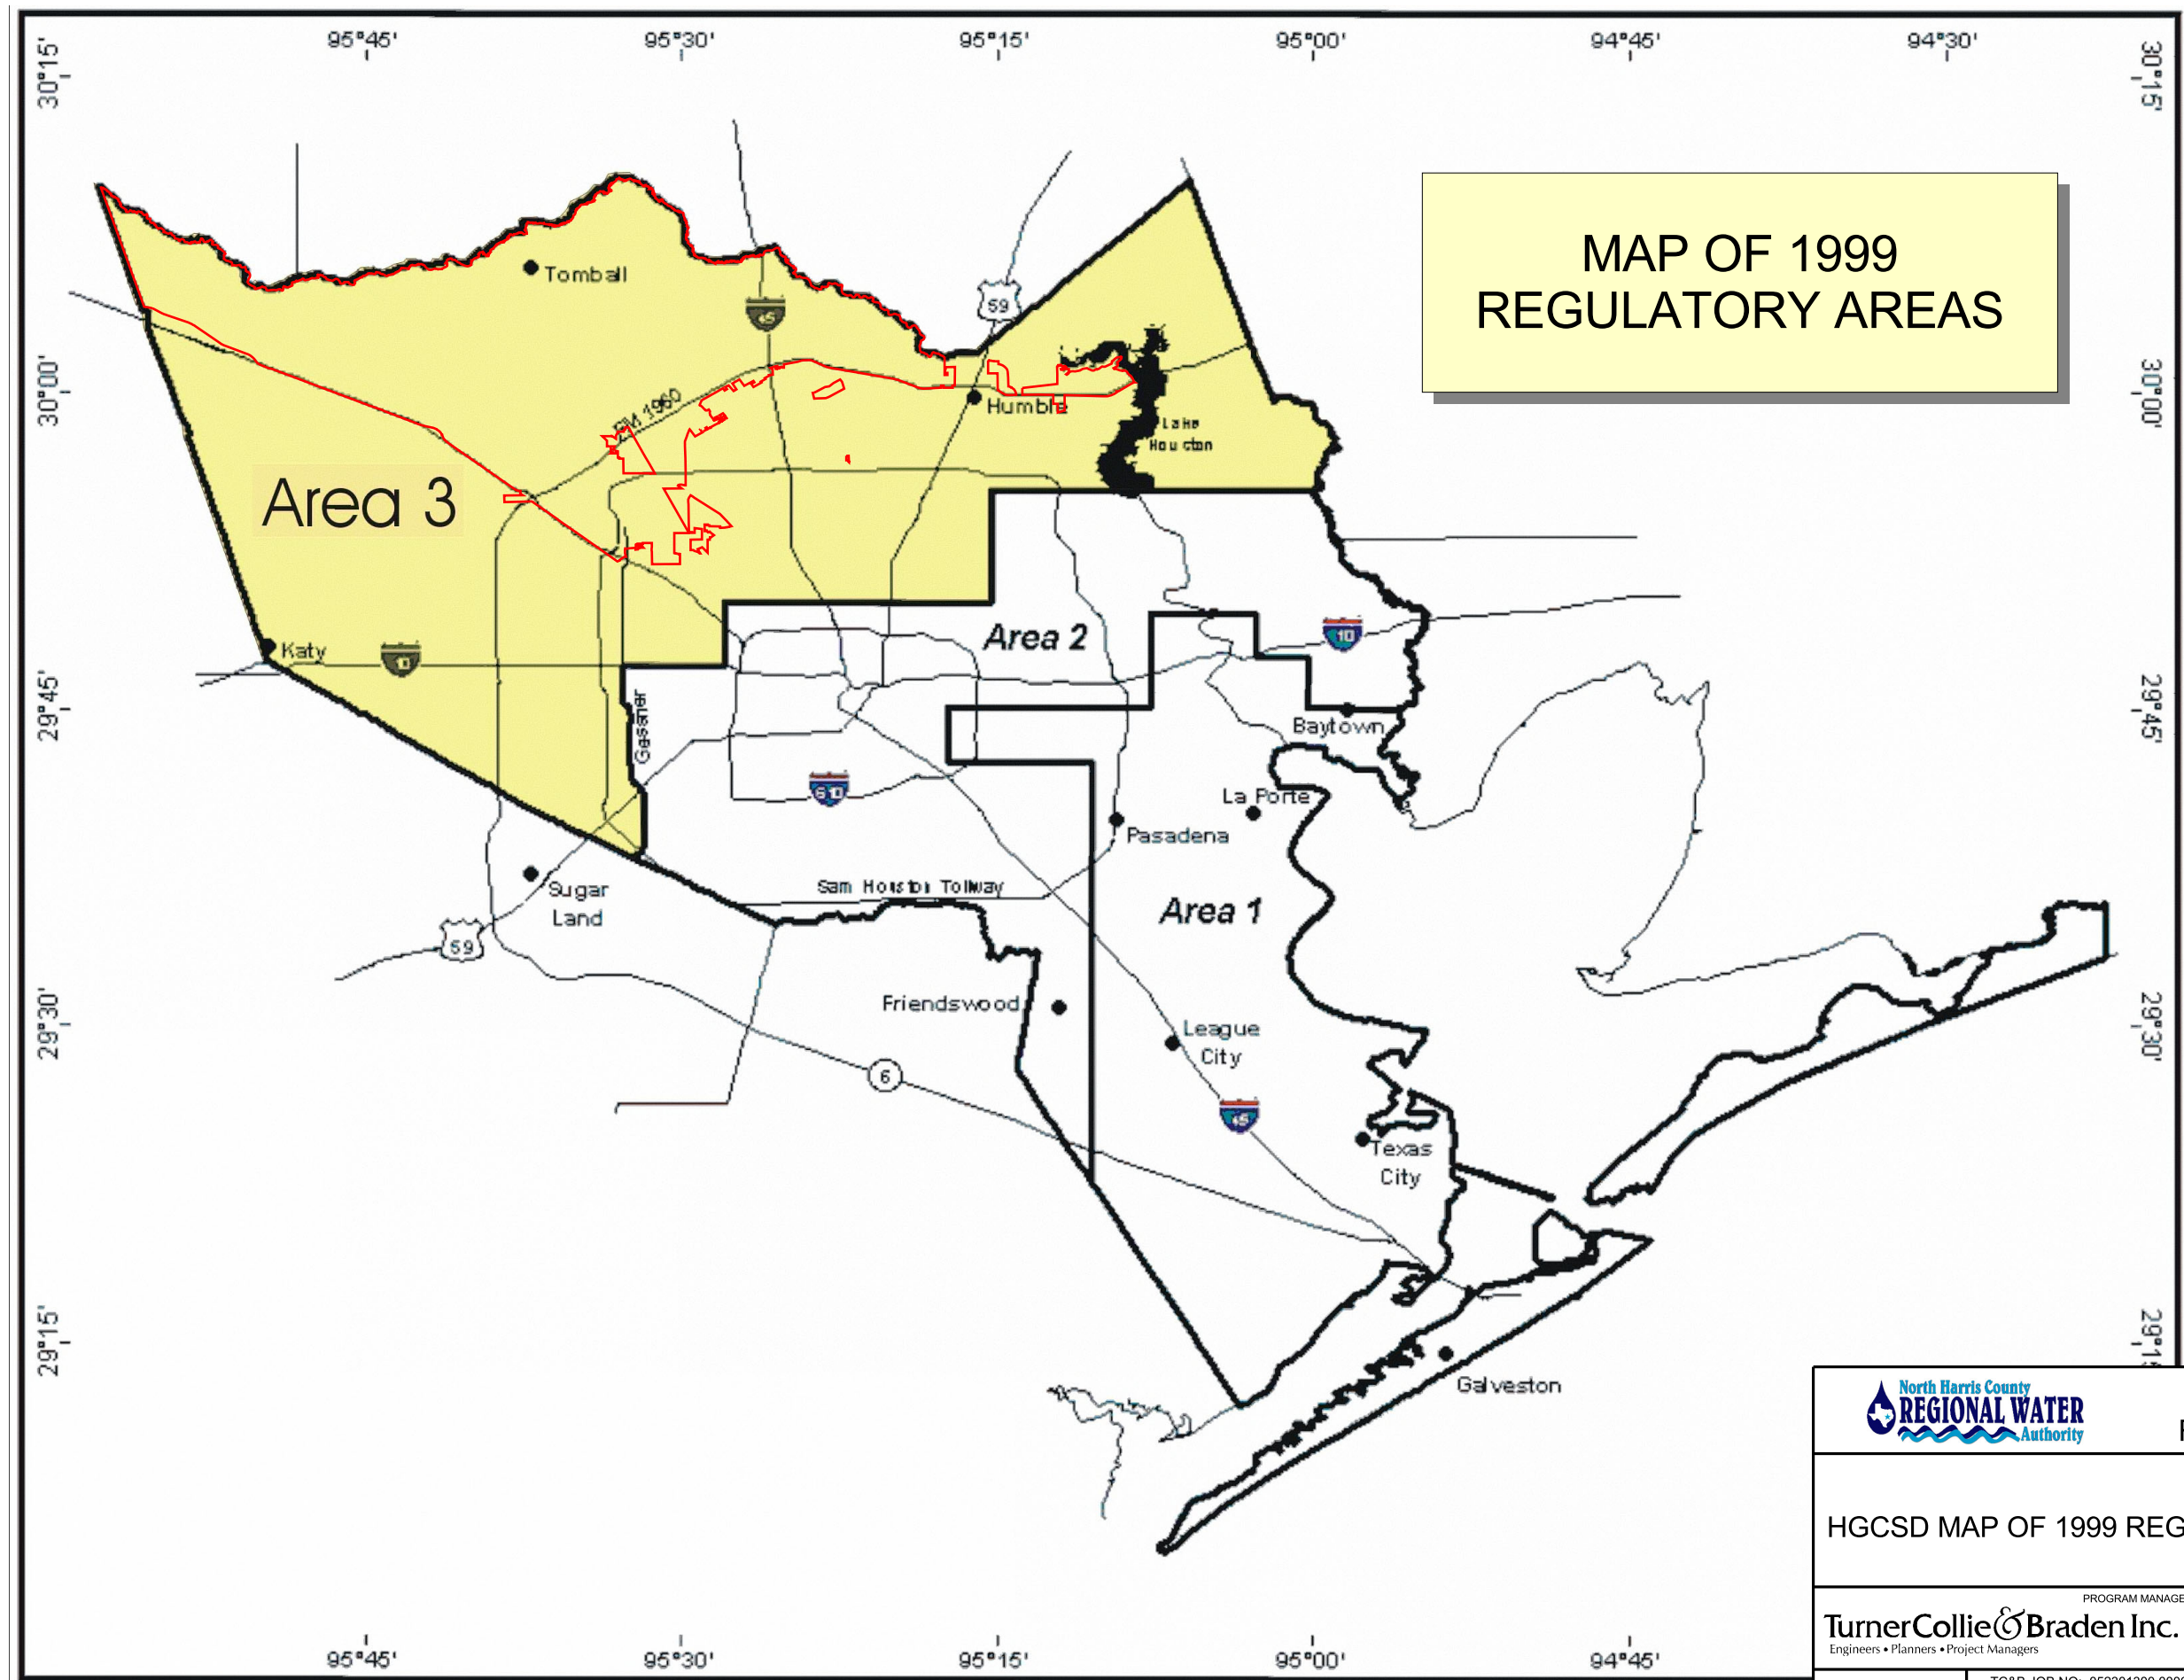 95°45'
95°30'
95°15'
95°00'
94°45'
94°30'
30°15'
30°15'
MAP OF 1999
REGULATORY AREAS
Tomball
59
45
30°00'
30°00'
FM 1960
Humble
Lake
Houston
Area 3
Area 2
10
Katy
10
29°45'
29°45'
Gessner
Baytown
610
La Porte
Pasadena
Sam Houston Tollway
Sugar
Land
Area 1
59
Friendswood
29°30'
29°30'
League
City
6
45
Texas
City
29°15'
29°15
Galveston
North Harris County
REGIONAL WATER
Authority
HGCSD MAP OF 1999 REG
PROGRAM MANAGE
Turner Collie & Braden Inc.
Engineers • Planners • Project Managers
95°45'
95°30'
95°15'
95°00'
94°45'